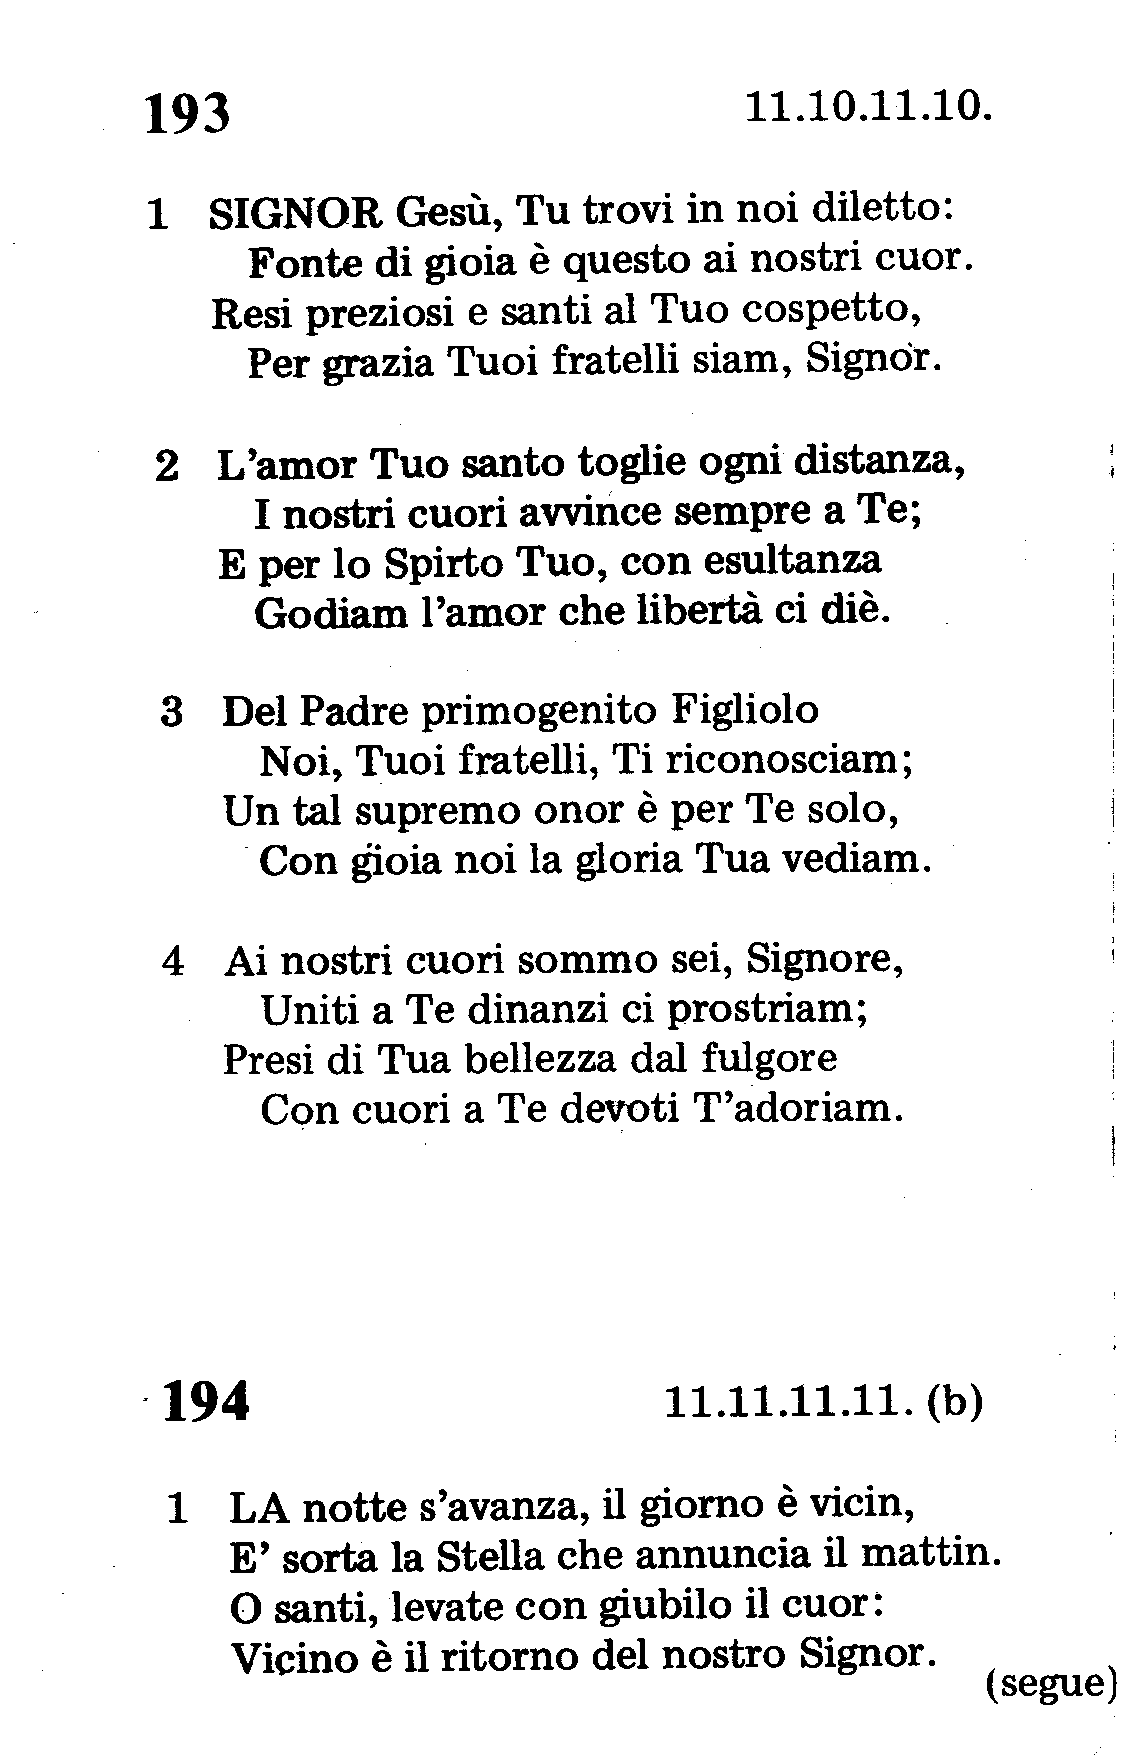 193 11.10.11.10.
1 SIGNOR Gesù, Tu trovi in noi diletto:
Fonte di gioia è questo ai nostri cuor.
Resi preziosi e santi al Tuo cospetto,
Per grazia Tuoi fratelli siam, Signor.
2 L'amor Tuo santo toglie ogni distanza,
I nostri cuori avvince sempre a Te;
E per lo Spirto Tuo, con esultanza
Godiam l'amor che libertà ci diè.
3 Del Padre primogenito Figliolo
Noi, Tuoi fratelli, Ti riconosciam;
Un tal supremo onor è per Te solo,
Con gioia noi la gloria Tua vediam.
4 Ai nostri cuori sommo sei, Signore,
Uniti a Te dinanzi ci prostriam;
Presi di Tua bellezza dal fulgore
Con cuori a Te devoti T'adoriam.
194 11.11.11.11. (b)
1 LA notte s'avanza, il giorno è vicin,
E' sorta la Stella che annuncia il mattin.
O santi, levate con giubilo il cuor:
Vicino è il ritorno del nostro Signor.
(segue)